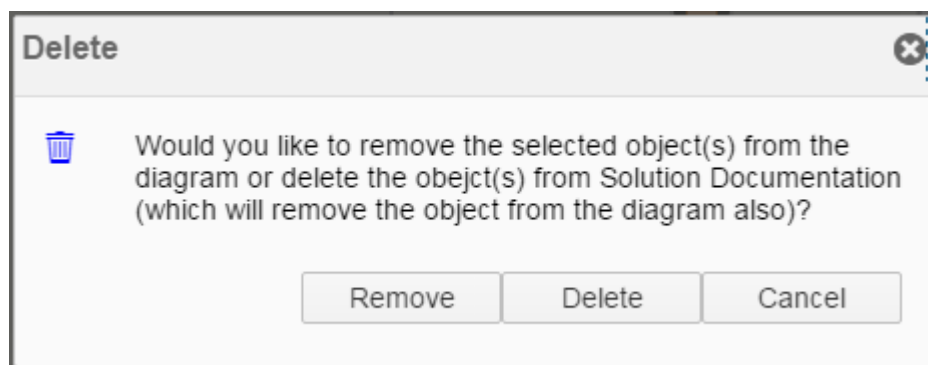 Delete
Would you like to remove the selected object(s) from the
diagram or delete the obejct(s) from Solution Documentation
(which will remove the object from the diagram also)?
Remove Delete Cancel